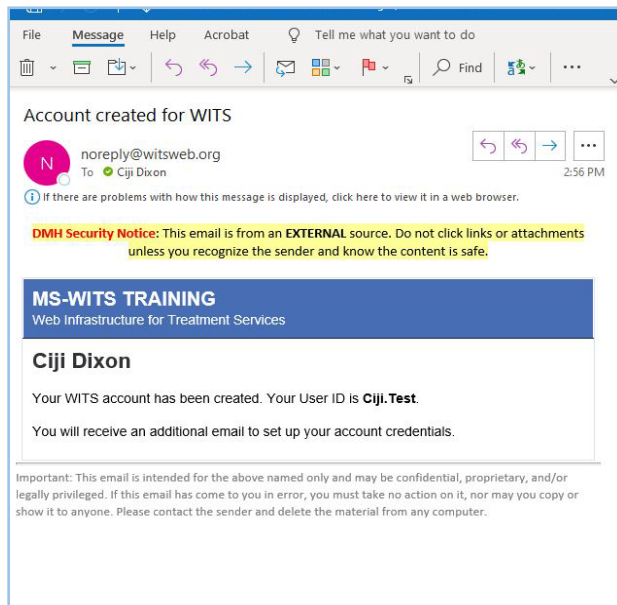 File Message Help Acrobat Tell me what you want to do
Find
Account created for WITS
N
noreply@witsweb.org
To Ciji Dixon
2:56 PM
If there are problems with how this message is displayed, click here to view it in a web browser.
DMH Security Notice: This email is from an EXTERNAL source. Do not click links or attachments
unless you recognize the sender and know the content is safe.
MS-WITS TRAINING
Web Infrastructure for Treatment Services
Ciji Dixon
Your WITS account has been created. Your User ID is Ciji.Test.
You will receive an additional email to set up your account credentials.
Important: This email is intended for the above named only and may be confidential, proprietary, and/or
legally privileged. If this email has come to you in error, you must take no action on it, nor may you copy or
show it to anyone. Please contact the sender and delete the material from any computer.